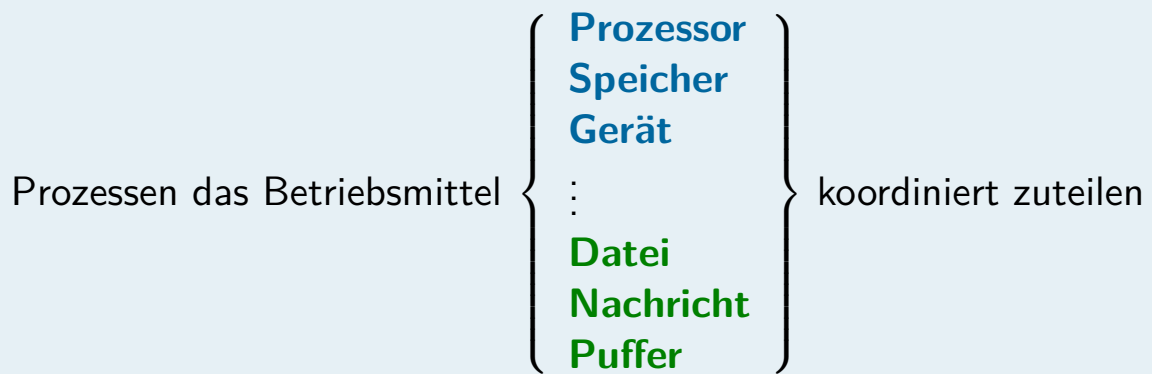 Prozessor
Speicher
Gerät
Prozessen das Betriebsmittel { ⋮ } koordiniert zuteilen
Datei
Nachricht
Puffer